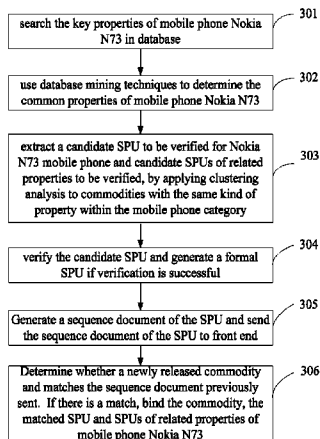 search the key properties of mobile phone Nokia
N73 in database
301
use database mining techniques to determine the
common properties of mobile phone Nokia N73
302
extract a candidate SPU to be verified for Nokia
N73 mobile phone and candidate SPUs of related
properties to be verified, by applying clustering
analysis to commodities with the same kind of
property within the mobile phone category
303
verify the candidate SPU and generate a formal
SPU if verification is successful
304
Generate a sequence document of the SPU and send
the sequence document of the SPU to front end
305
Determine whether a newly released commodity
and matches the sequence document previously
sent. If there is a match, bind the commodity, the
matched SPU and SPUs of related properties of
mobile phone Nokia N73
306